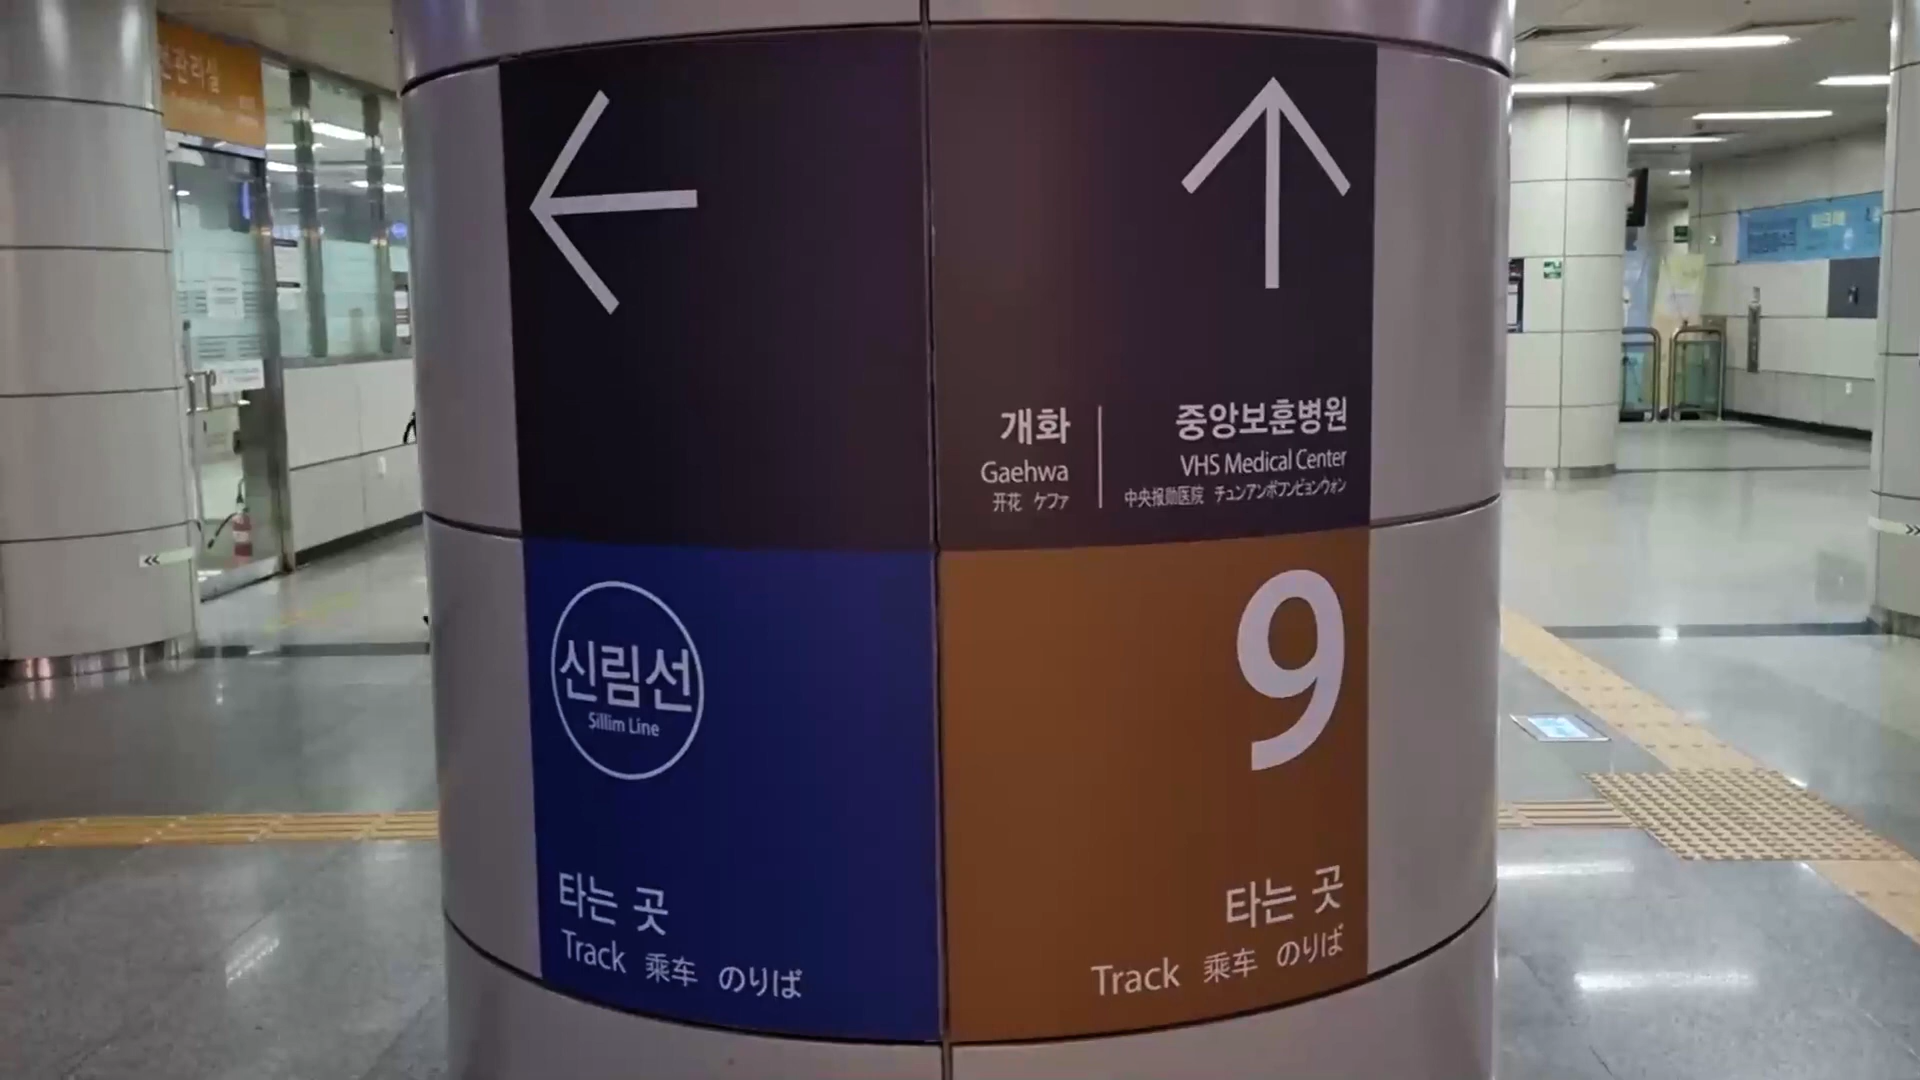 개화
Gaehwa
开花 ケファ
중앙보훈병원
VHS Medical Center
中央报勋医院 チュンアンボフンビョンウォン
신림선
Sillim Line
타는 곳
Track 乘车 のりば
9
타는 곳
Track 乘车 のりば